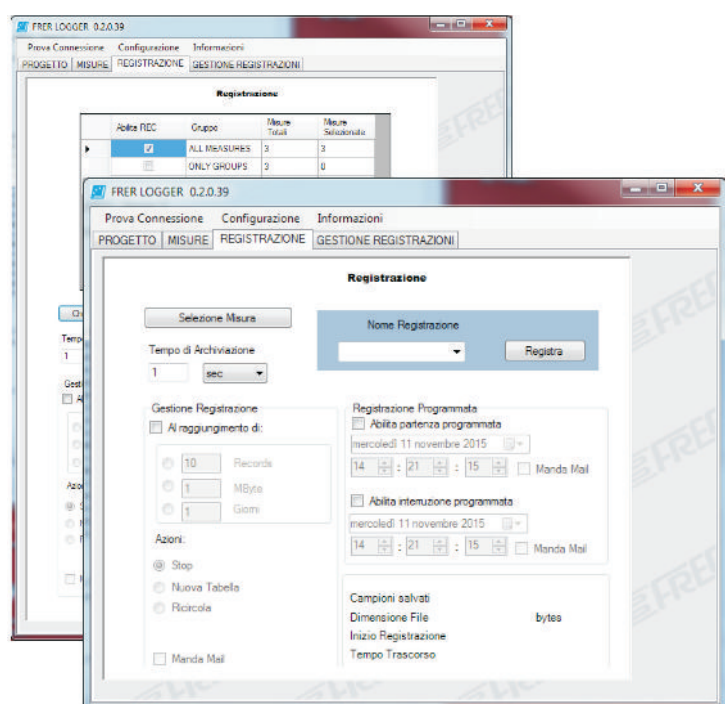 FRER LOGGER 0.2.0.39
Prova Connessione Configurazione Informazioni
PROGETTO MISURE REGISTRAZIONE GESTIONE REGISTRAZIONI
Registrazione
Abilita REC Gruppo Misure Totali Misure Selezionate
ALL MEASURES 3 3
ONLY GROUPS 3 0
1
FRER LOGGER 0.2.0.39
Prova Connessione Configurazione Informazioni
PROGETTO MISURE REGISTRAZIONE GESTIONE REGISTRAZIONI
Registrazione
Selezione Misura
Nome Registrazione
Registra
Tempo di Archiviazione
1 sec
Gestione Registrazione
Al raggiungimento di:
10 Records
1 MByte
1 Giorni
Azioni:
Stop
Nuova Tabella
Ricircola
Manda Mail
Registrazione Programmata
Abilita partenza programmata
mercoledì 11 novembre 2015
14 : 21 : 15 Manda Mail
Abilita interruzione programmata
mercoledì 11 novembre 2015
14 : 21 : 15 Manda Mail
Campioni salvati
Dimensione File bytes
Inizio Registrazione
Tempo Trascorso